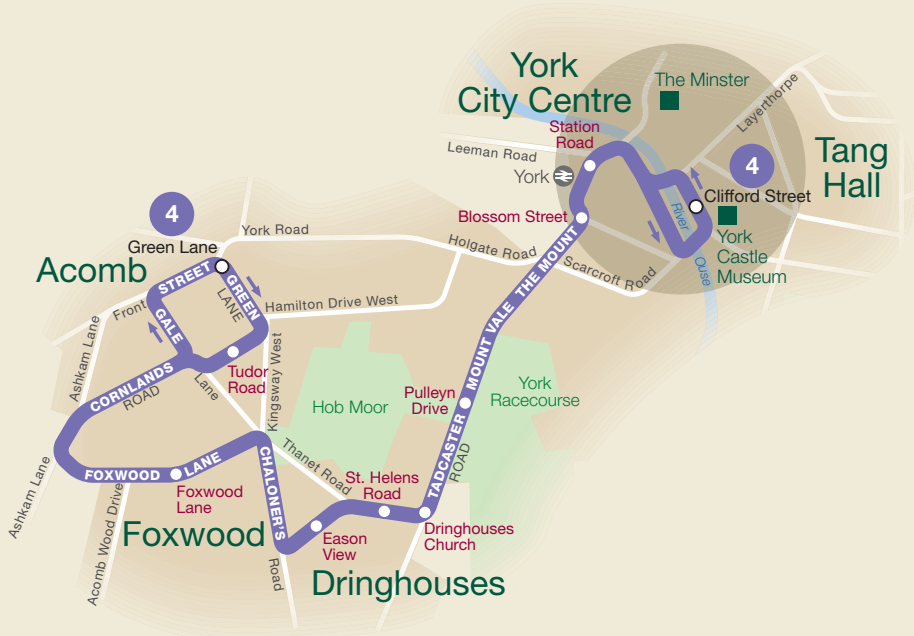 York
City Centre
The Minster
Layerthorpe
Station
Road
Leeman Road
York
Tang
Hall
4
Clifford Street
River
Ouse
York
Castle
Museum
Blossom Street
4
Green Lane
York Road
Holgate Road
Scarcroft Road
THE MOUNT
MOUNT VALE
Acomb
STREET
Front
GALE
GREEN
LANE
Hamilton Drive West
Ashkam Lane
Tudor
Road
Kingsway West
Lane
CORNLANDS
ROAD
Hob Moor
Pulleyn
Drive
York
Racecourse
TADCASTER
ROAD
Thanet Road
Ashkam Lane
FOXWOOD LANE
Foxwood
Lane
CHALONER'S
Road
St. Helens
Road
Acomb Wood Drive
Foxwood
Eason
View
Dringhouses
Church
Dringhouses